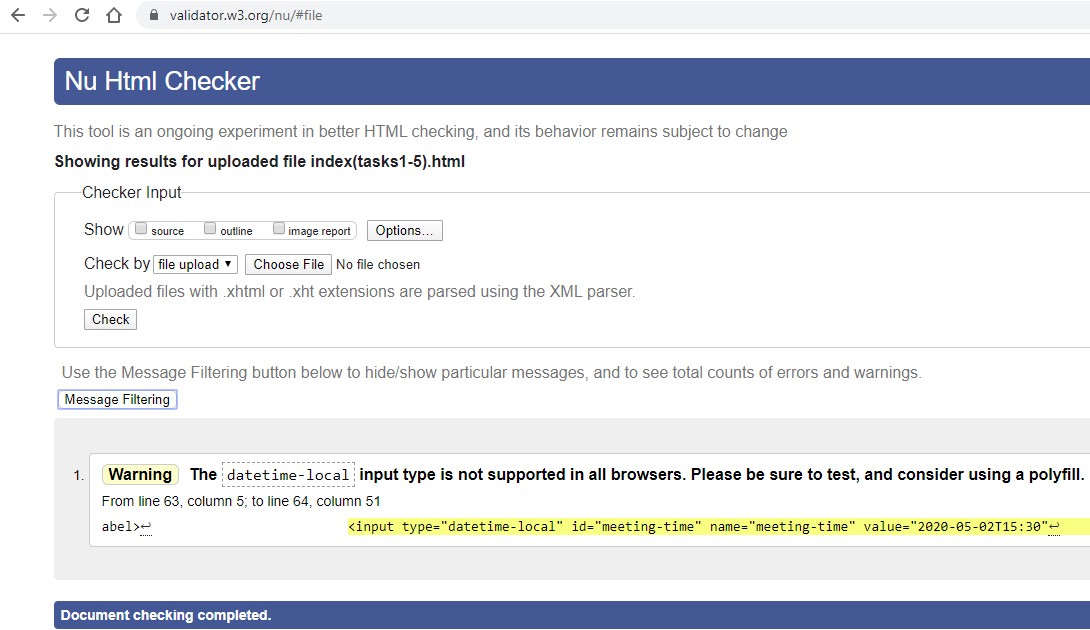 validator.w3.org/nu/#file
Nu Html Checker
This tool is an ongoing experiment in better HTML checking, and its behavior remains subject to change
Showing results for uploaded file index(tasks1-5).html
Checker Input
Show source outline image report Options...
Check by file upload ▼ Choose File No file chosen
Uploaded files with .xhtml or .xht extensions are parsed using the XML parser.
Check
Use the Message Filtering button below to hide/show particular messages, and to see total counts of errors and warnings.
Message Filtering
1. Warning The datetime-local input type is not supported in all browsers. Please be sure to test, and consider using a polyfill.
From line 63, column 5; to line 64, column 51
abel>↩ <input type="datetime-local" id="meeting-time" name="meeting-time" value="2020-05-02T15:30"↩
Document checking completed.